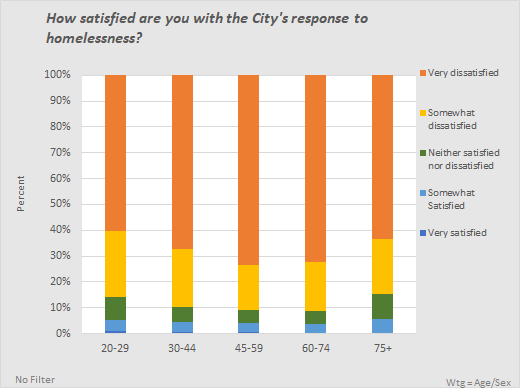 How satisfied are you with the City's response to
homelessness?
100%
90%
80%
70%
60%
50%
40%
30%
20%
10%
0%
Percent
20-29
30-44
45-59
60-74
75+
Very dissatisfied
Somewhat
dissatisfied
Neither satisfied
nor dissatisfied
Somewhat
Satisfied
Very satisfied
No Filter
Wtg = Age/Sex